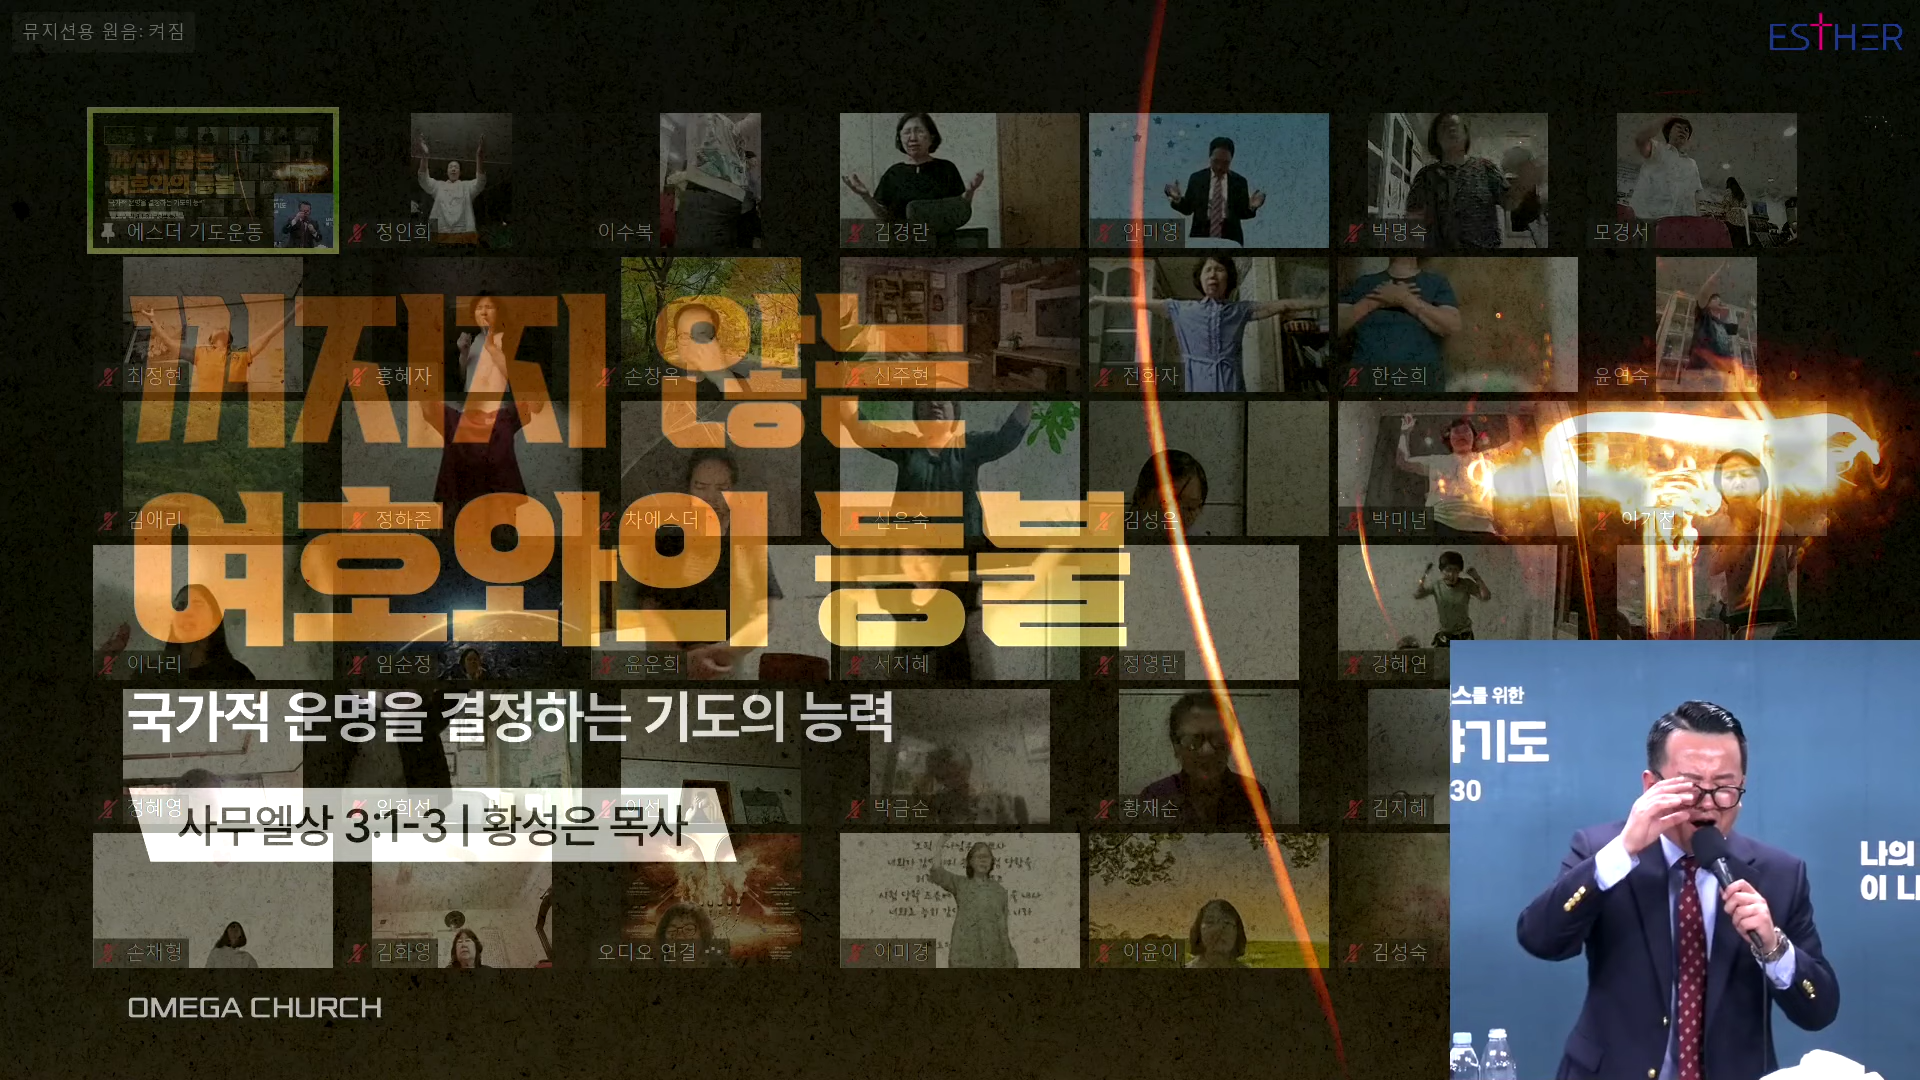 뮤지션용 원음: 켜짐
ESTHER
에스더 기도운동
정인희
이수복
김경란
안미영
박명숙
모경서
최정현
홍혜자
손창옥
신주현
전화자
한순희
윤연숙
꺼지지 않는
김애리
정하준
차에스더
신은숙
김성은
박미년
이기천
여호와의 등불
이나리
임순정
윤운희
서지혜
정영란
강혜연
국가적 운명을 결정하는 기도의 능력
정혜영
임희선
이선
박금순
황재순
김지혜
사무엘상 3:1-3 | 황성은 목사
손채형
김화영
오디오 연결
이미경
이윤이
김성숙
OMEGA CHURCH
스를 위한
기도
30
나의
이 나